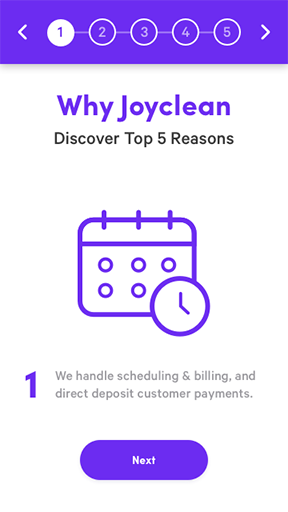 1 2 3 4 5
Why Joyclean
Discover Top 5 Reasons
1 We handle scheduling & billing, and
direct deposit customer payments.
Next